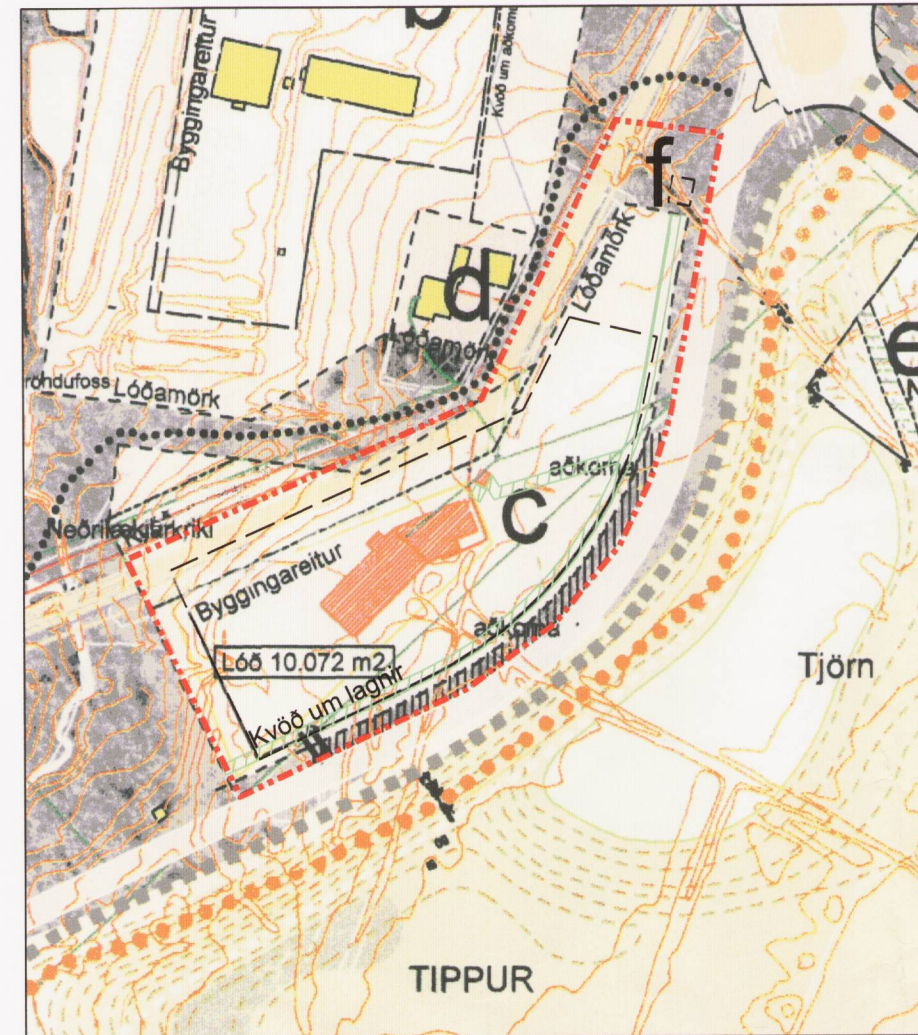 b
Byggingareitur
Kvöð um aðkomu
f
d
Lóðamörk
Lóðamörk
e
Lóðamörk
aðkoma
c
Byggingareitur
aðkoma
Lóð 10.072 m2.
Tjörn
Kvöð um lagnir
TIPPUR